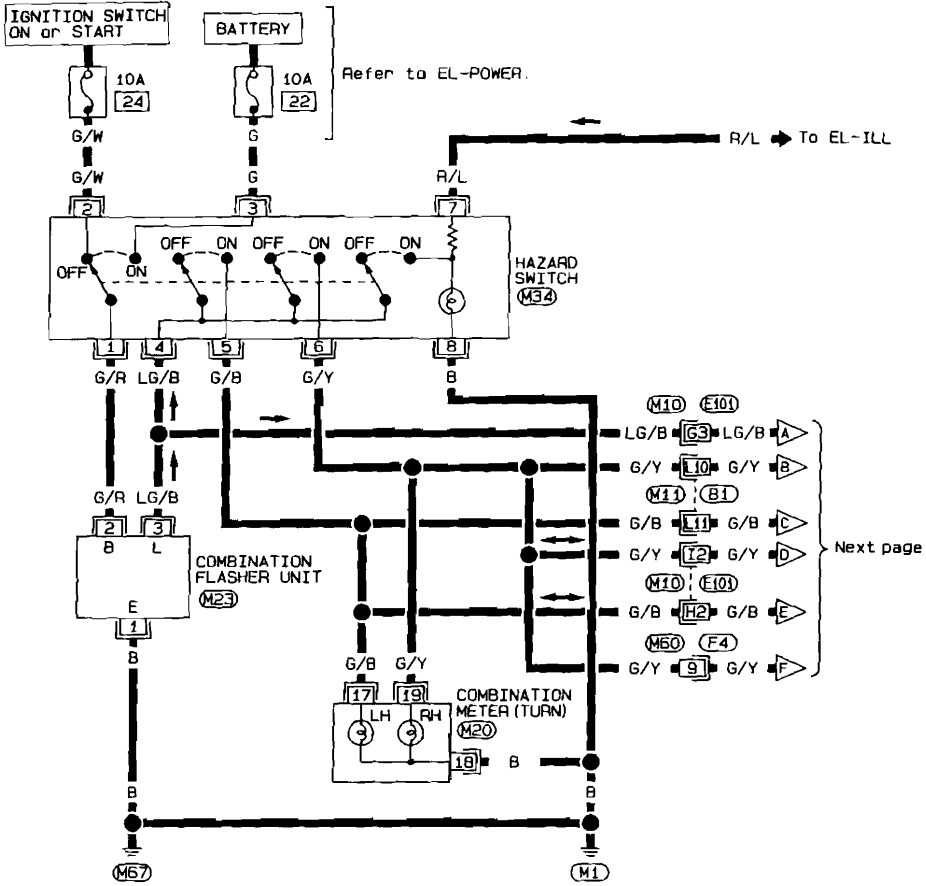 IGNITION SWITCH
ON or START
BATTERY
10A
24
10A
22
Refer to EL-POWER.
G/W
G
R/L
To EL-ILL
G/W
G
R/L
2
3
7
OFF
ON
OFF
ON
OFF
ON
OFF
ON
HAZARD
SWITCH
M34
1
4
5
6
8
G/R
LG/B
G/B
G/Y
B
M10
E101
LG/B
G3
LG/B
A
G/Y
L10
G/Y
B
M11
B1
G/R
LG/B
G/B
L11
G/B
C
2
3
B
L
G/Y
I2
G/Y
D
Next page
COMBINATION
FLASHER UNIT
M23
M10
E101
E
G/B
H2
G/B
E
1
M60
F4
B
G/B
G/Y
G/Y
9
G/Y
F
17
19
COMBINATION
METER (TURN)
M20
LH
RH
18
B
B
B
M67
M1